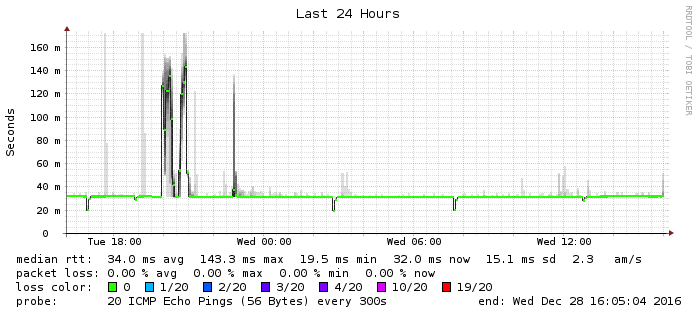 Last 24 Hours
RRDTOOL / TOBI OETIKER
Seconds
160 m
140 m
120 m
100 m
80 m
60 m
40 m
20 m
0
Tue 18:00 Wed 00:00 Wed 06:00 Wed 12:00
median rtt: 34.0 ms avg 143.3 ms max 19.5 ms min 32.0 ms now 15.1 ms sd 2.3 am/s
packet loss: 0.00 % avg 0.00 % max 0.00 % min 0.00 % now
loss color: 0 1/20 2/20 3/20 4/20 10/20 19/20
probe: 20 ICMP Echo Pings (56 Bytes) every 300s end: Wed Dec 28 16:05:04 2016